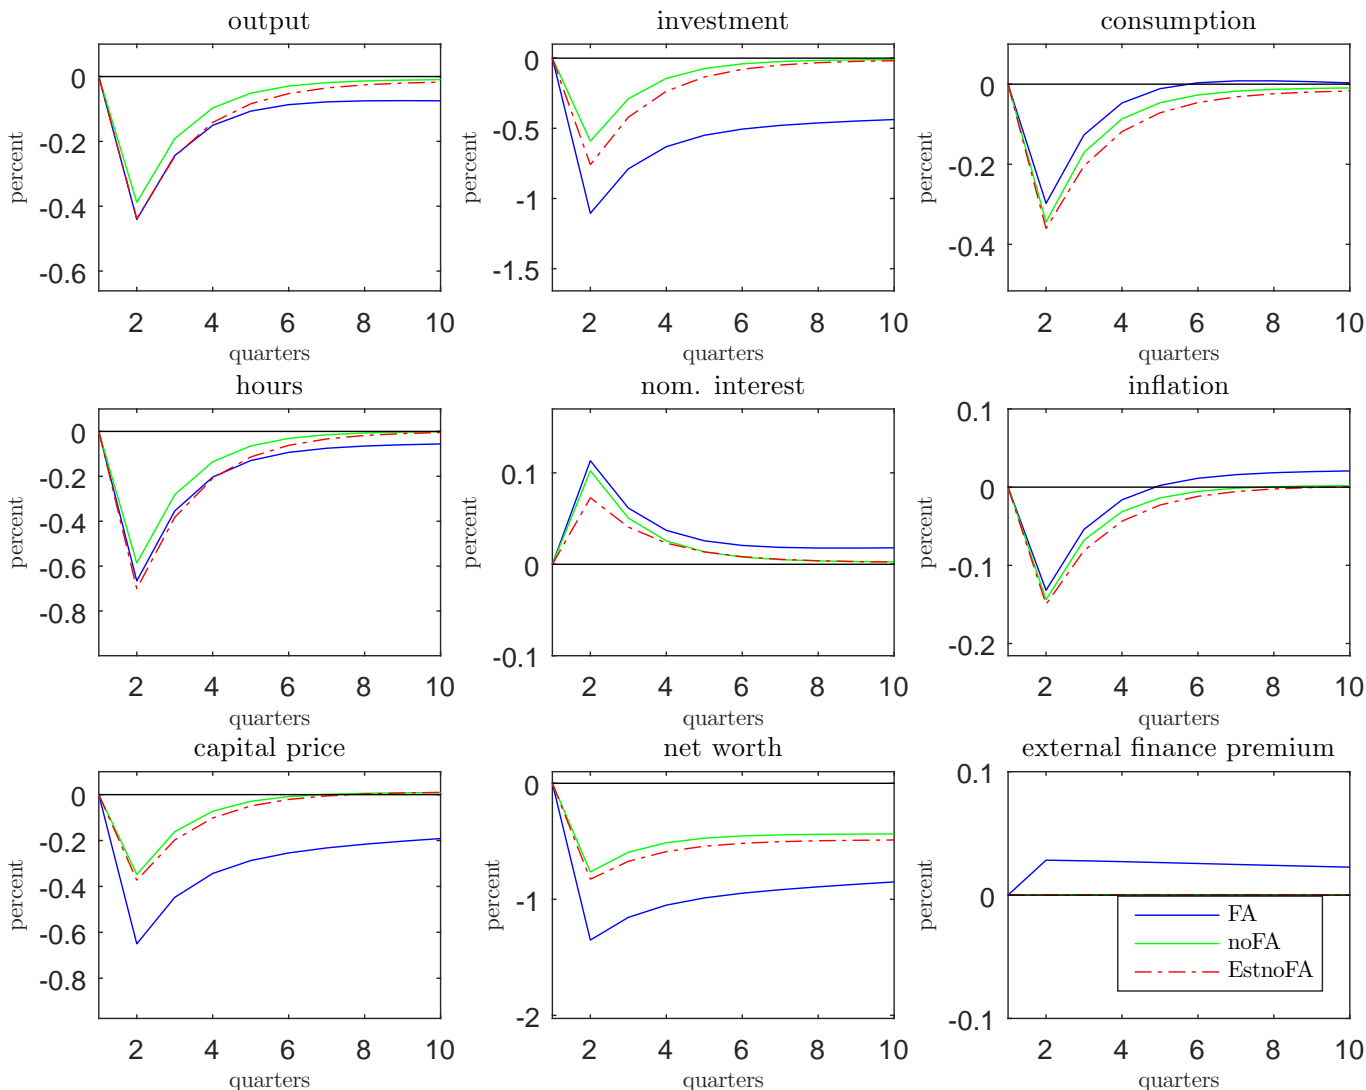 output
investment
consumption
0
-0.2
-0.4
-0.6
percent
2 4 6 8 10
quarters
0
-0.5
-1
-1.5
percent
2 4 6 8 10
quarters
0
-0.2
-0.4
percent
2 4 6 8 10
quarters
hours
nom. interest
inflation
0
-0.2
-0.4
-0.6
-0.8
percent
2 4 6 8 10
quarters
0.1
0
-0.1
percent
2 4 6 8 10
quarters
0.1
0
-0.1
-0.2
percent
2 4 6 8 10
quarters
capital price
net worth
external finance premium
0
-0.2
-0.4
-0.6
-0.8
percent
2 4 6 8 10
quarters
0
-1
-2
percent
2 4 6 8 10
quarters
0.1
0
-0.1
percent
FA
noFA
EstnoFA
2 4 6 8 10
quarters